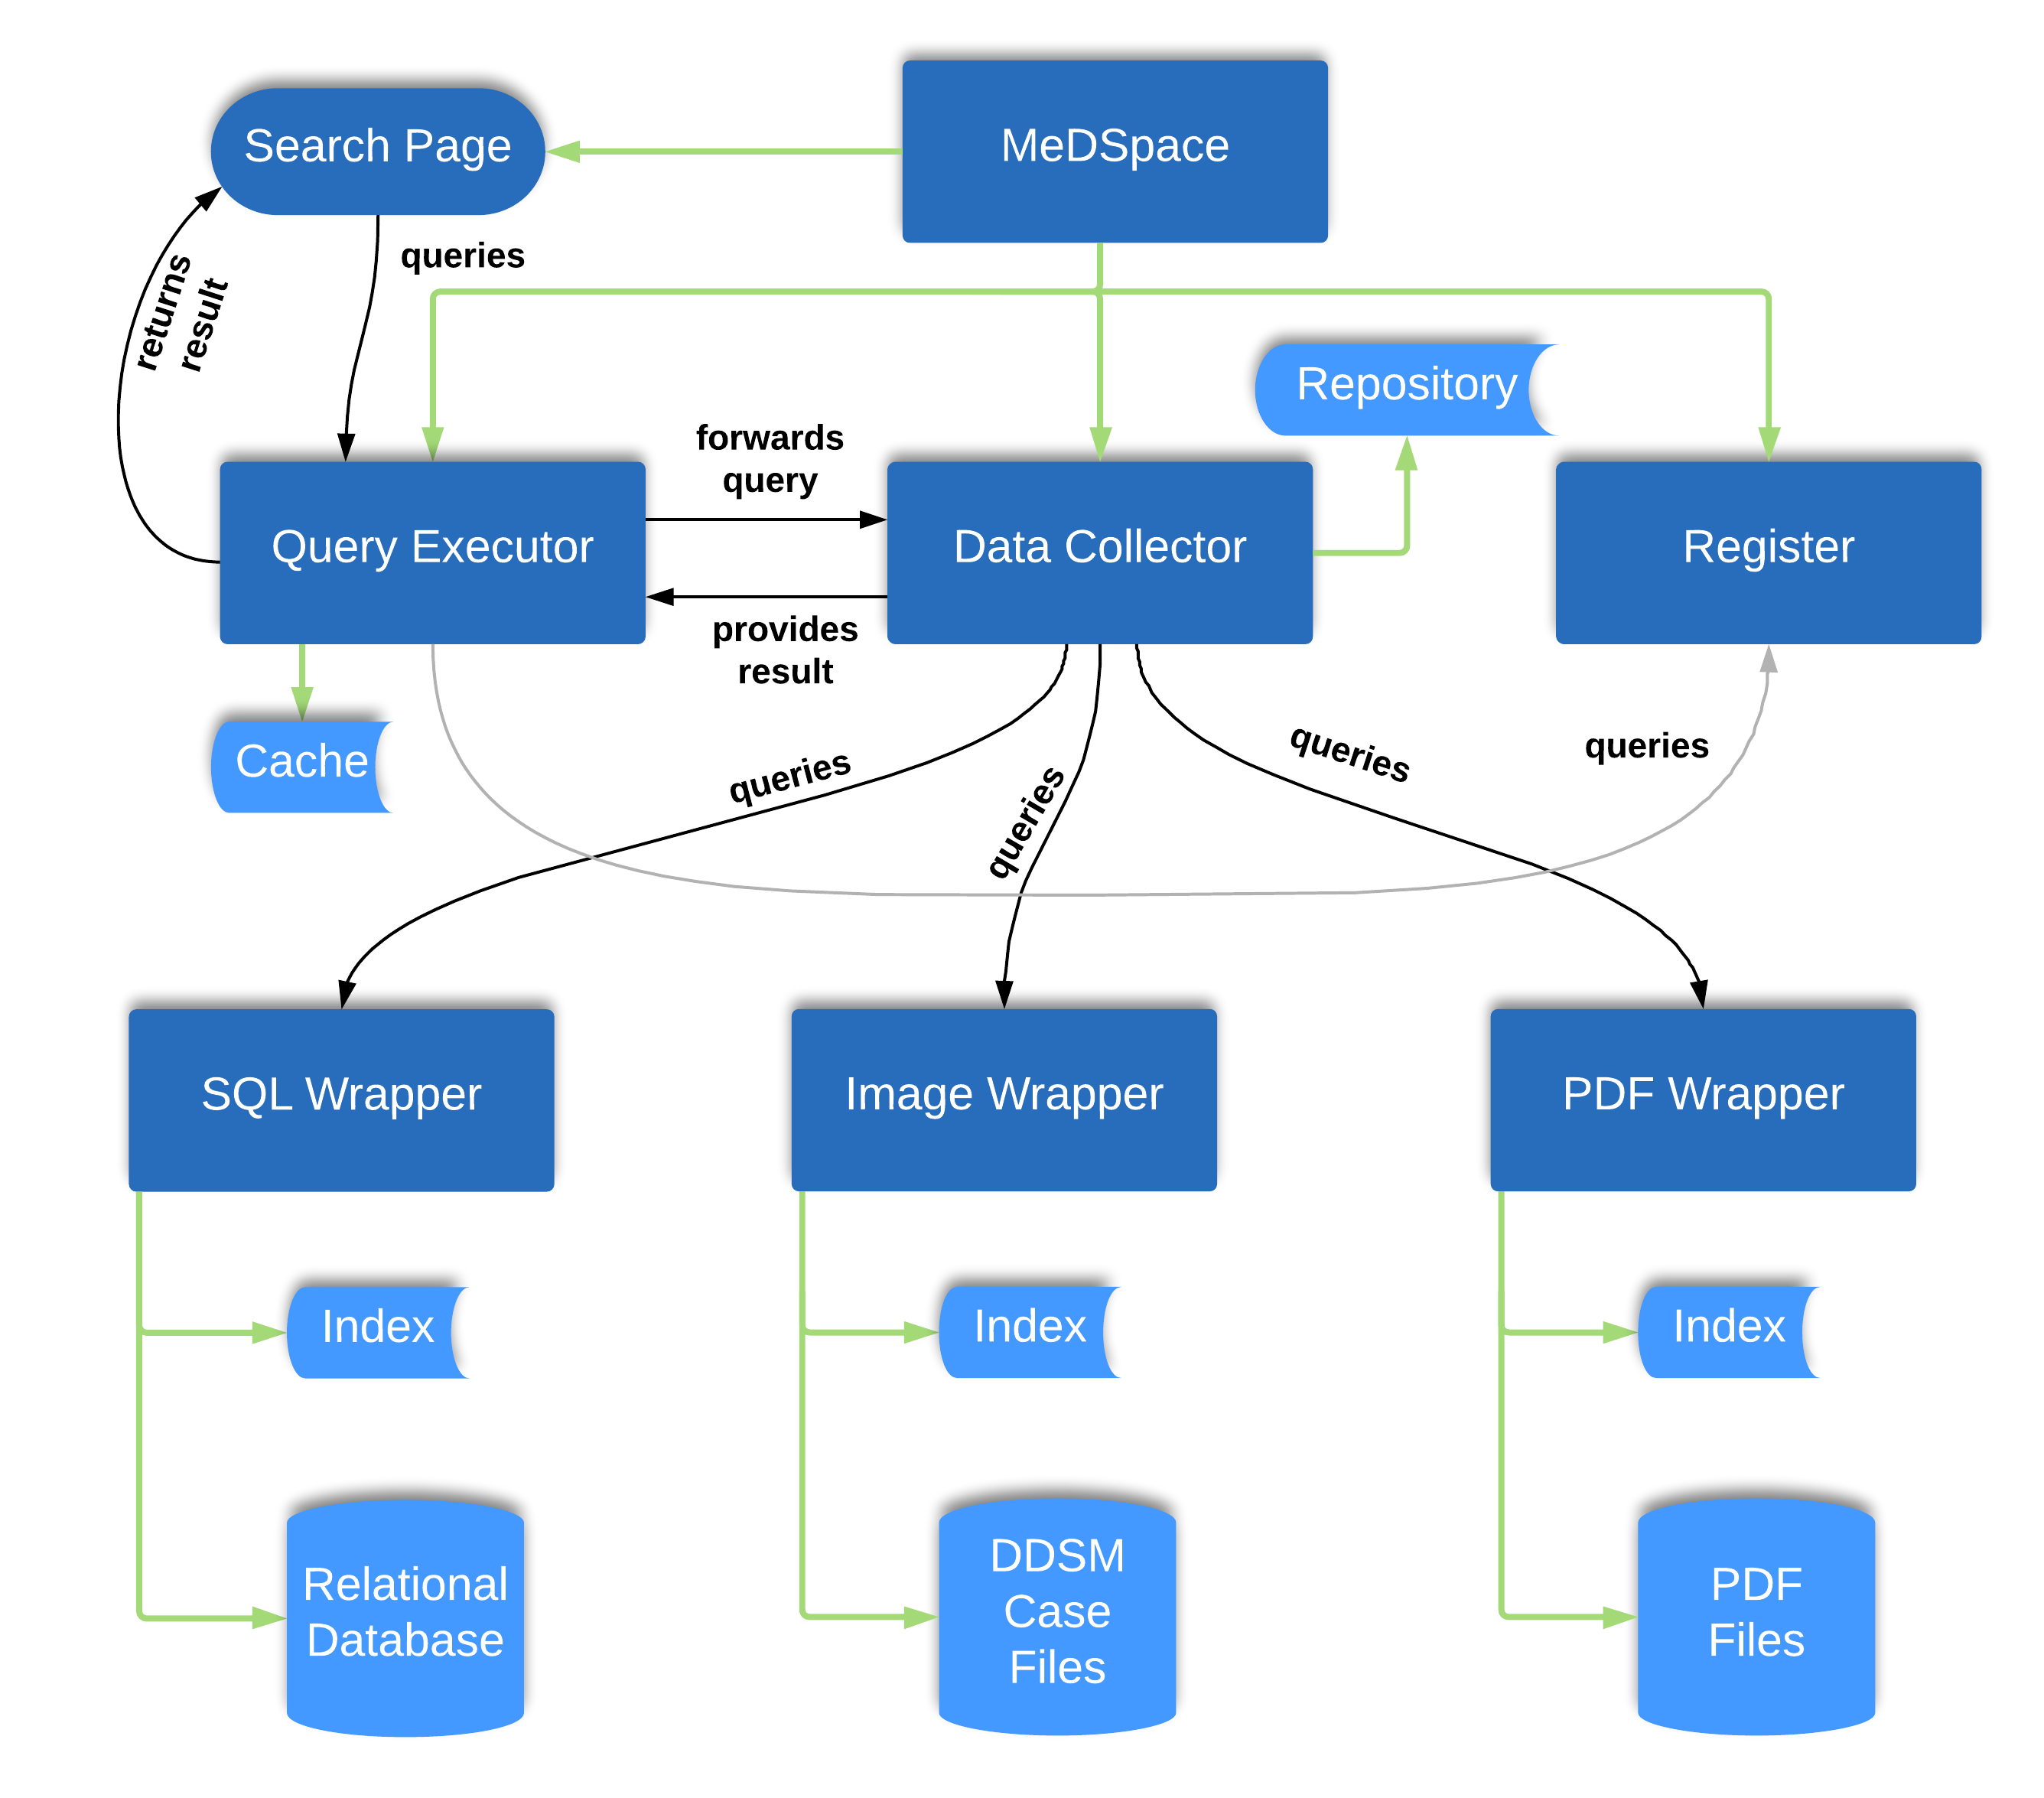 Search Page
MeDSpace
queries
returns
result
Repository
forwards
query
Query Executor
Data Collector
Register
provides
result
Cache
queries
queries
queries
queries
SQL Wrapper
Image Wrapper
PDF Wrapper
Index
Index
Index
Relational
Database
DDSM
Case
Files
PDF
Files